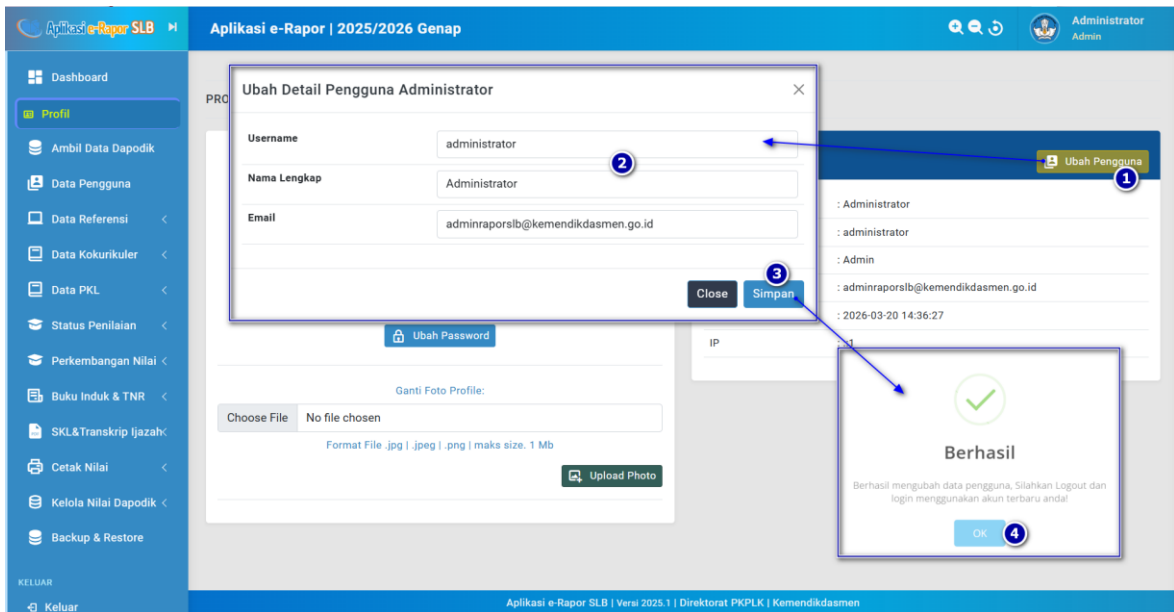 Aplikasi e-Rapor SLB
Aplikasi e-Rapor | 2025/2026 Genap
Administrator
Admin
Dashboard
Profil
Ambil Data Dapodik
Data Pengguna
Data Referensi
Data Kokurikuler
Data PKL
Status Penilaian
Perkembangan Nilai
Buku Induk & TNR
SKL&Transkrip Ijazah
Cetak Nilai
Kelola Nilai Dapodik
Backup & Restore
KELUAR
Keluar
PRO
Ubah Detail Pengguna Administrator
Username
administrator
2
Nama Lengkap
Administrator
Email
adminraporslb@kemendikdasmen.go.id
3
Close
Simpan
Ubah Pengguna
1
: Administrator
: administrator
: Admin
: adminraporslb@kemendikdasmen.go.id
: 2026-03-20 14:36:27
IP
Ubah Password
Ganti Foto Profile:
Choose File
No file chosen
Format File .jpg | .jpeg | .png | maks size. 1 Mb
Upload Photo
Berhasil
Berhasil mengubah data pengguna, Silahkan Logout dan
login menggunakan akun terbaru anda!
OK
4
Aplikasi e-Rapor SLB | Versi 2025.1 | Direktorat PKPLK | Kemendikdasmen